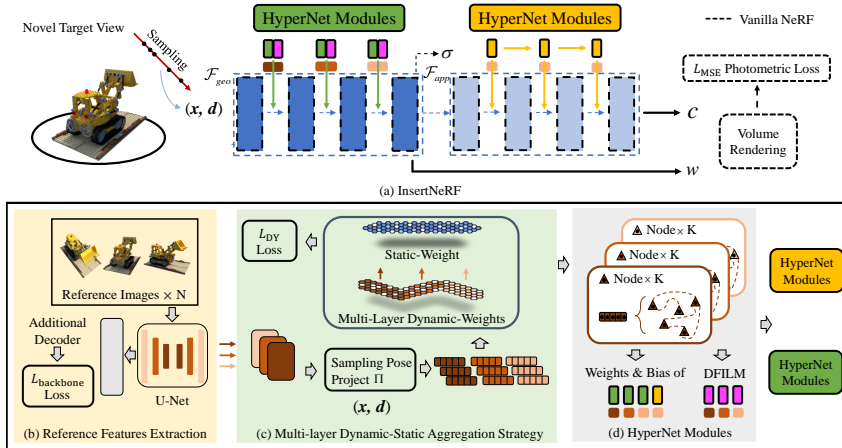 Novel Target View
Sampling
(x, d)
HyperNet Modules
HyperNet Modules
Vanilla NeRF
F_geo
σ
F_app
L_MSE Photometric Loss
c
Volume
Rendering
w
(a) InsertNeRF
Reference Images × N
Additional
Decoder
L_backbone
Loss
U-Net
(b) Reference Features Extraction
L_DY
Loss
Static-Weight
Multi-Layer Dynamic-Weights
Sampling Pose
Project Π
(x, d)
(c) Multi-layer Dynamic-Static Aggregation Strategy
Node× K
Node× K
Node× K
Weights & Bias of
DFILM
(d) HyperNet Modules
HyperNet
Modules
HyperNet
Modules